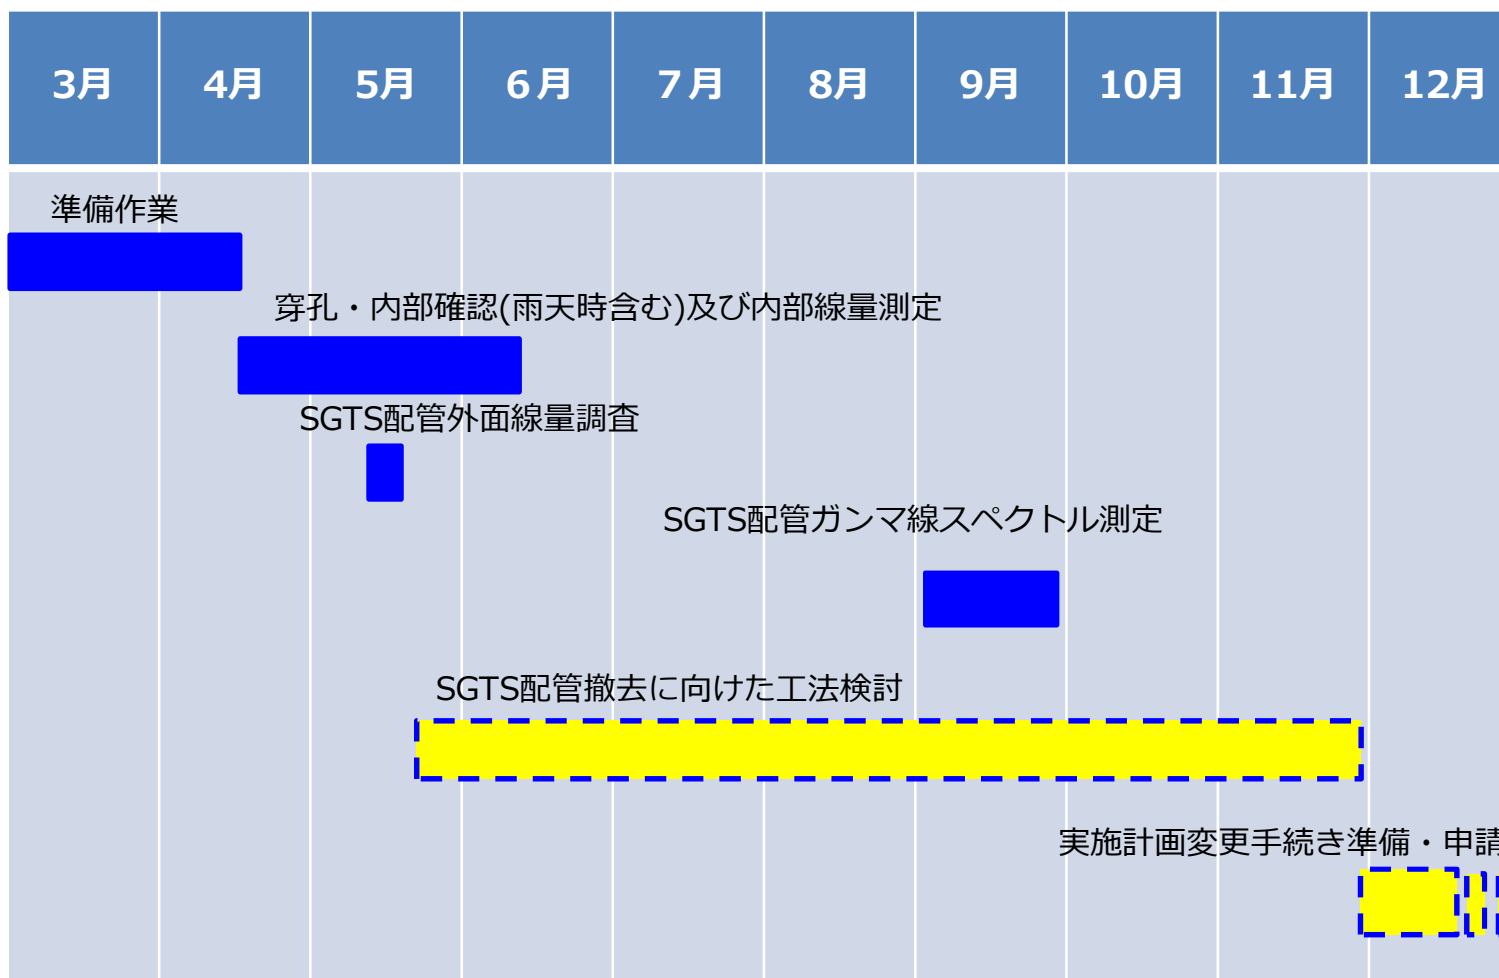 3月 4月 5月 6月 7月 8月 9月 10月 11月 12月
準備作業
穿孔・内部確認(雨天時含む)及び内部線量測定
SGTS配管外面線量調査
SGTS配管ガンマ線スペクトル測定
SGTS配管撤去に向けた工法検討
実施計画変更手続き準備・申請